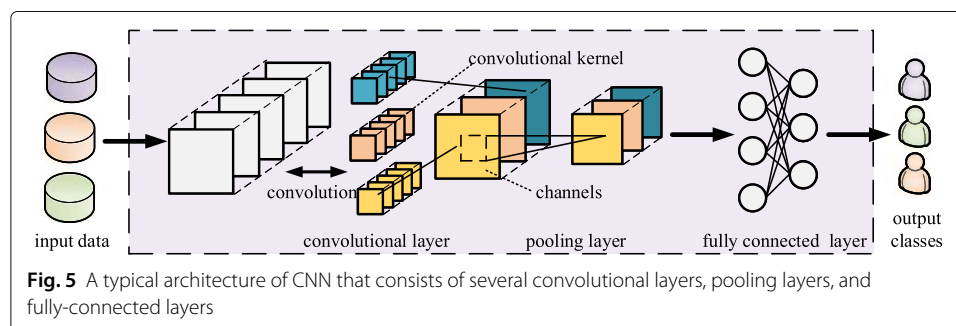 convolutional kernel
convolution
channels
input data
convolutional layer
pooling layer
fully connected layer
output
classes
Fig. 5 A typical architecture of CNN that consists of several convolutional layers, pooling layers, and
fully-connected layers